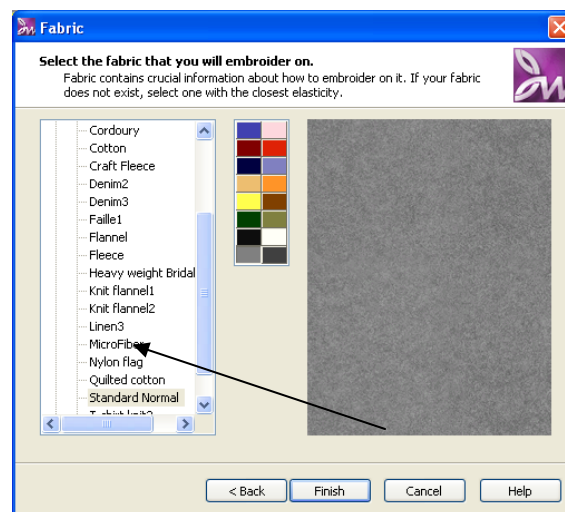 Fabric
Select the fabric that you will embroider on.
Fabric contains crucial information about how to embroider on it. If your fabric
does not exist, select one with the closest elasticity.
Cordoury
Cotton
Craft Fleece
Denim2
Denim3
Faille1
Flannel
Fleece
Heavy weight Bridal
Knit flannel1
Knit flannel2
Linen3
MicroFiber
Nylon flag
Quilted cotton
Standard Normal
< Back
Finish
Cancel
Help